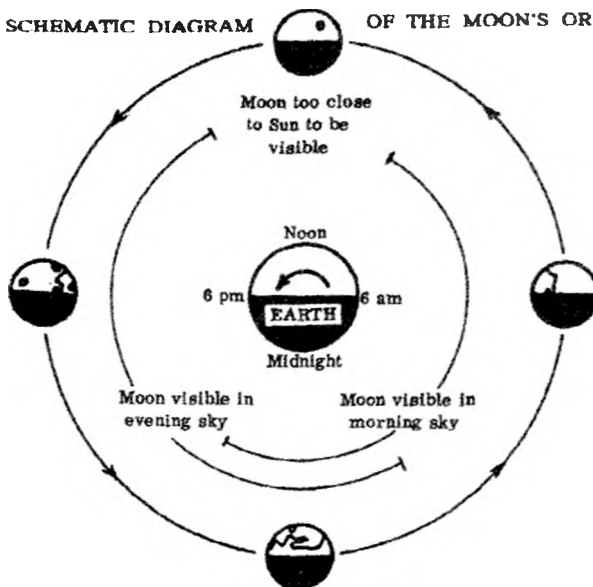 SCHEMATIC DIAGRAM OF THE MOON'S OR
Moon too close
to Sun to be
visible
Noon
6 pm 6 am
EARTH
Midnight
Moon visible in
evening sky
Moon visible in
morning sky